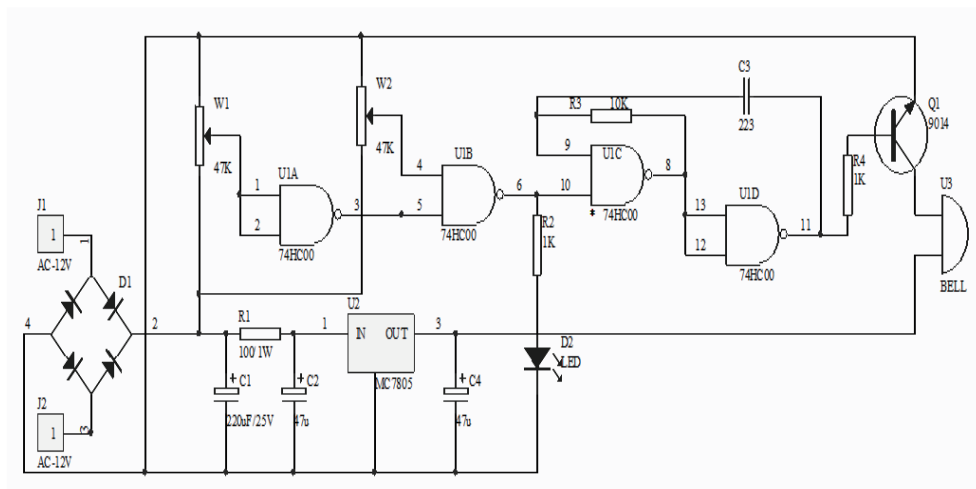 C3
W2
R3
10K
Q1
W1
223
9014
47K
U1B
9
U1C
8
R4
47K
U1A
4
1K
1
6
10
U1D
U3
3
5
13
11
2
*
74HC00
R2
J1
74HC00
74HC00
1K
12
1
1
74HC00
AC-12V
BELL
D1
U2
4
2
R1
1
IN
OUT
3
D2
100/1W
LED
MC7805
+
C1
+
C2
+
C4
J2
1
3
220uF/25V
47u
47u
AC-12V